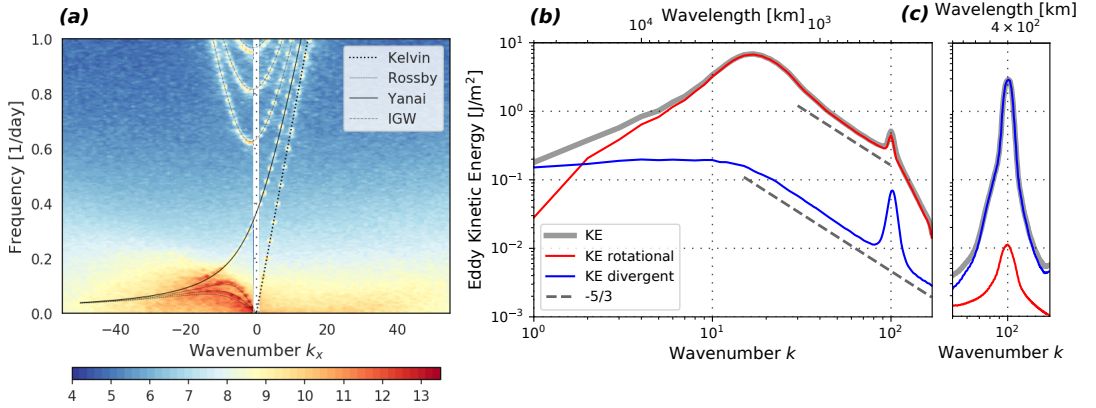 (a)
Frequency [1/day]
1.0
0.8
0.6
0.4
0.2
0.0
Kelvin
Rossby
Yanai
IGW
−40 −20 0 20 40
Wavenumber kₓ
4 5 6 7 8 9 10 11 12 13
(b)
Wavelength [km]
10⁴ 10³
Eddy Kinetic Energy [J/m²]
10¹
10⁰
10⁻¹
10⁻²
10⁻³
KE
KE rotational
KE divergent
-5/3
10⁰ 10¹ 10²
Wavenumber k
(c)
Wavelength [km]
4 × 10²
10²
Wavenumber k